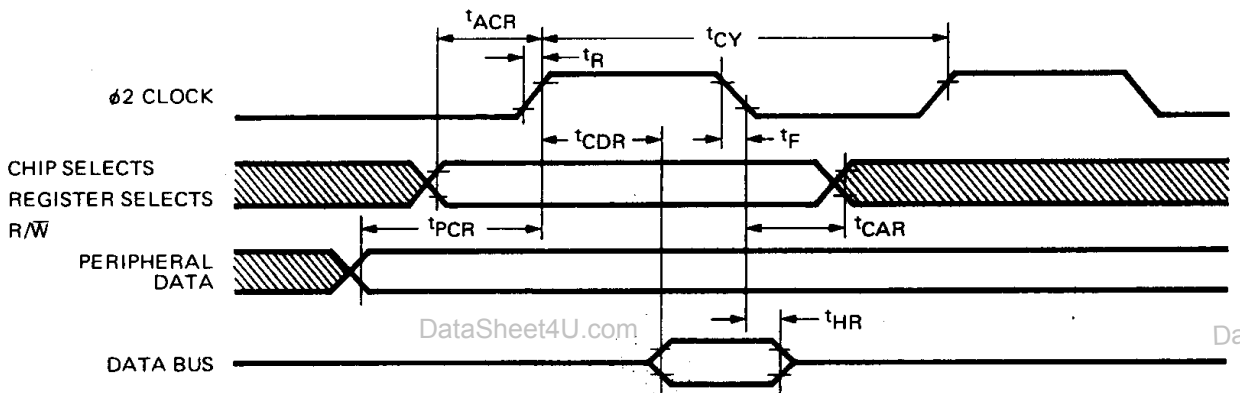 tACR
tCY
tR
ϕ2 CLOCK
tCDR
tF
CHIP SELECTS
REGISTER SELECTS
R/W̅
tPCR
tCAR
PERIPHERAL
DATA
DataSheet4U.com
tHR
Da
DATA BUS